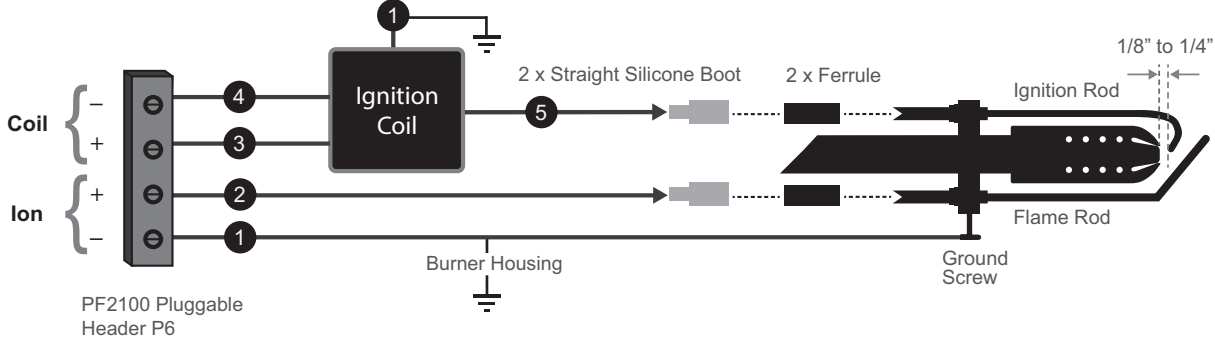 1
1/8” to 1/4”
2 x Straight Silicone Boot
2 x Ferrule
Ignition Rod
Coil
−
+
4
3
Ignition
Coil
5
Ion
+
−
2
1
Flame Rod
Burner Housing
Ground
Screw
PF2100 Pluggable
Header P6